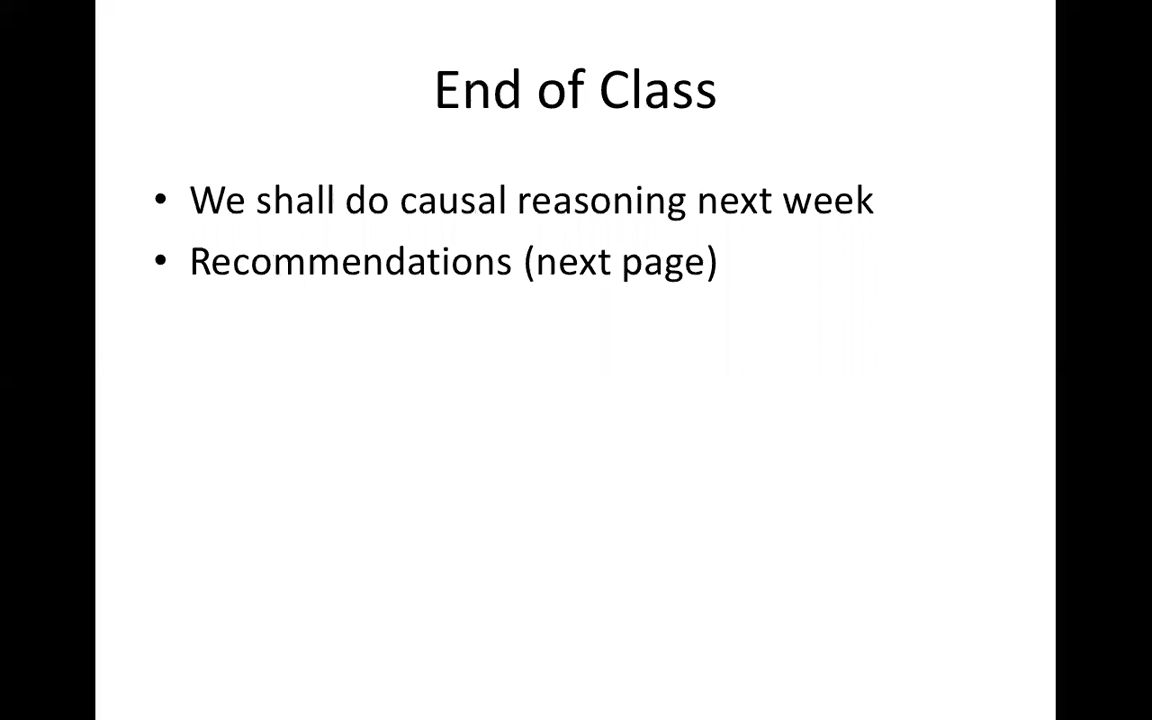 End of Class
• We shall do causal reasoning next week
• Recommendations (next page)